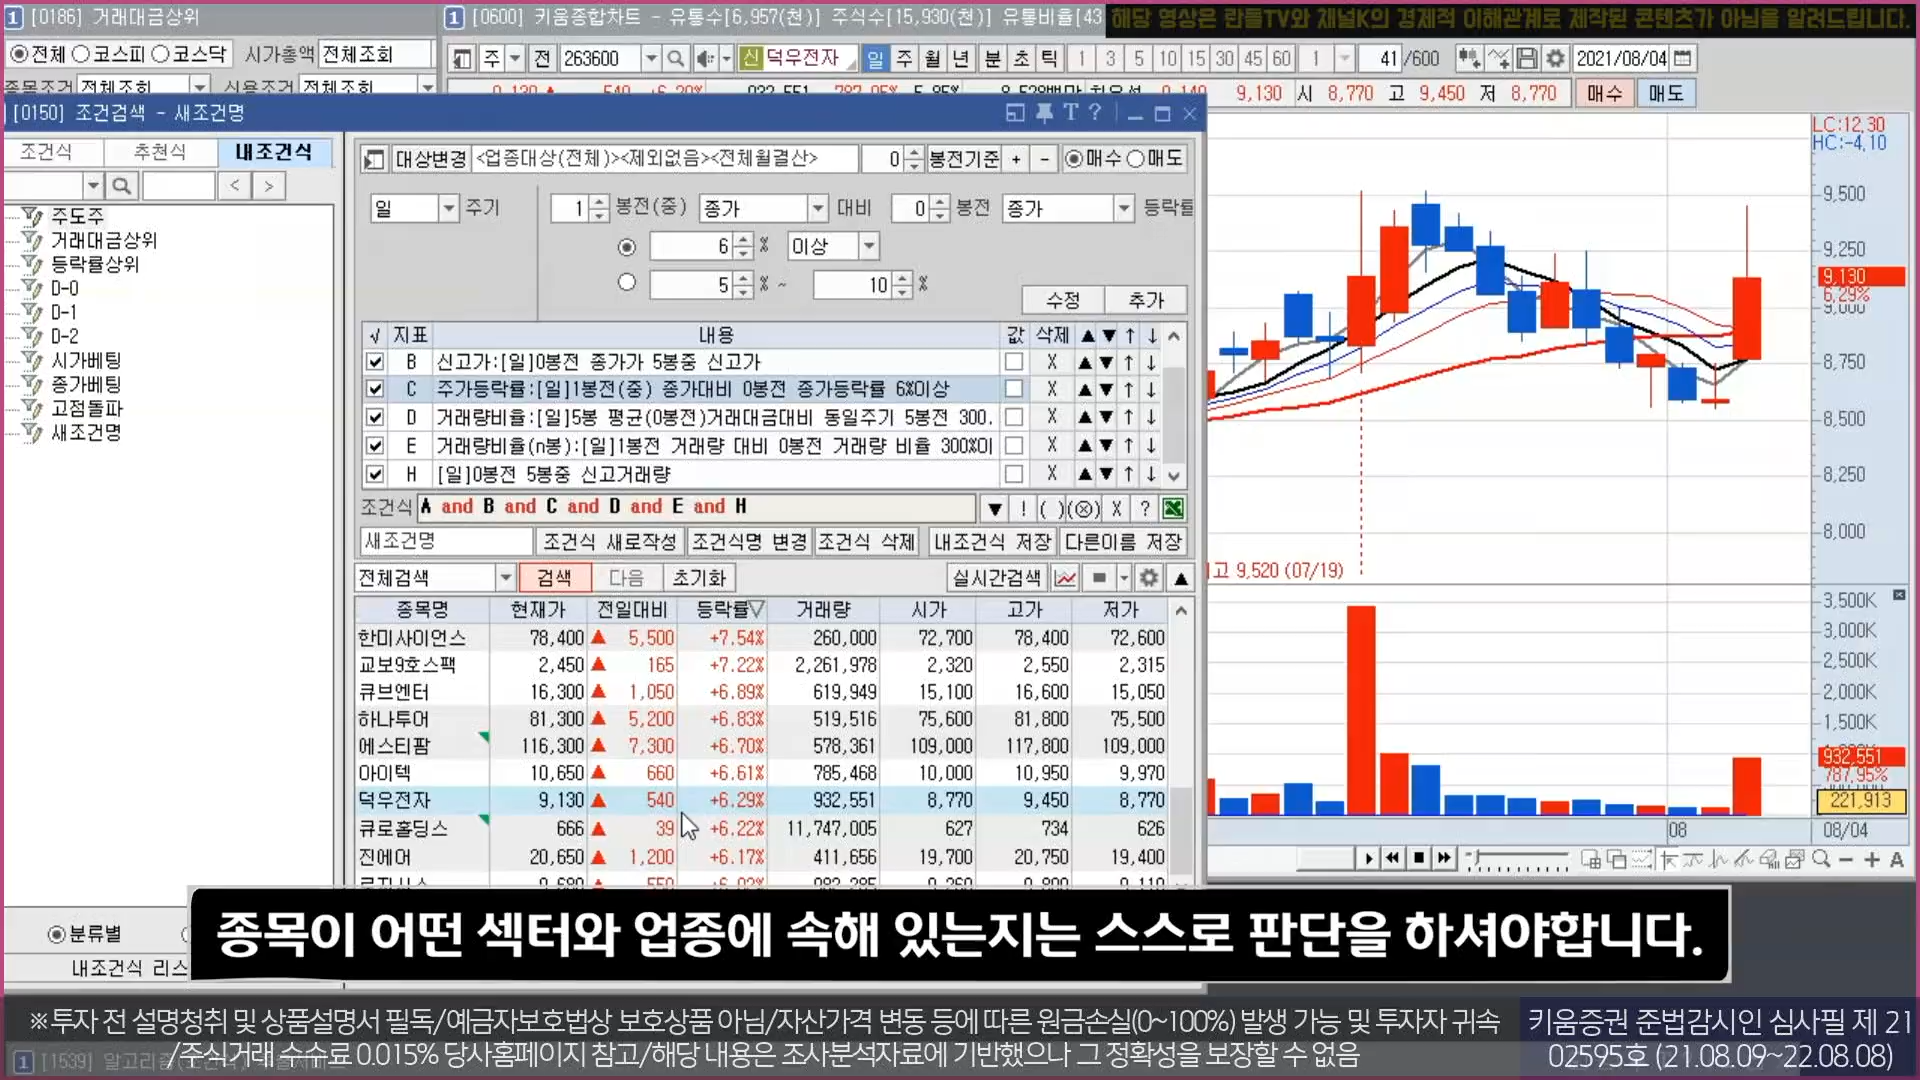 1 [0186] 거래대금상위
1 [0600] 키움종합차트 - 유통수[6,957(천)] 주식수[15,930(천)] 유통비율[43
해당 영상은 란들TV와 채널K의 경제적 이해관계로 제작된 콘텐츠가 아님을 알려드립니다.
전체 코스피 코스닥 시가총액 전체조회
주 전 263600 신 덕우전자 일 주 월 년 분 초 틱 1 3 5 10 15 30 45 60 1 41 /600 2021/08/04
종목조건 전체조회 신용조건 전체조회
9,130 시 8,770 고 9,450 저 8,770 매수 매도
[0150] 조건검색 - 새조건명
조건식 추천식 내조건식
대상변경 <업종대상(전체)><제외없음><전체월결산> 0 봉전기준 + - 매수 매도
일 주기 1 봉전(중) 종가 대비 0 봉전 종가 등락률
6 % 이상
5 % ~ 10 %
수정 추가
주도주
거래대금상위
등락률상위
D-0
D-1
D-2
시가베팅
종가베팅
고점돌파
새조건명
√ 지표 내용 값 삭제 ▲ ▼ ↑ ↓
B 신고가:[일]0봉전 종가가 5봉중 신고가 X ▲ ▼ ↑ ↓
C 주가등락률:[일]1봉전(중) 종가대비 0봉전 종가등락률 6%이상 X ▲ ▼ ↑ ↓
D 거래량비율:[일]5봉 평균(0봉전)거래대금대비 동일주기 5봉전 300. X ▲ ▼ ↑ ↓
E 거래량비율(n봉):[일]1봉전 거래량 대비 0봉전 거래량 비율 300%이 X ▲ ▼ ↑ ↓
H [일]0봉전 5봉중 신고거래량 X ▲ ▼ ↑ ↓
조건식 A and B and C and D and E and H ▼ ! ( ) (⊗) X ?
새조건명 조건식 새로작성 조건식명 변경 조건식 삭제 내조건식 저장 다른이름 저장
전체검색 검색 다음 초기화 실시간검색
종목명 현재가 전일대비 등락률▽ 거래량 시가 고가 저가
한미사이언스 78,400 ▲ 5,500 +7.54% 260,000 72,700 78,400 72,600
교보9호스팩 2,450 ▲ 165 +7.22% 2,261,978 2,320 2,550 2,315
큐브엔터 16,300 ▲ 1,050 +6.89% 619,949 15,100 16,600 15,050
하나투어 81,300 ▲ 5,200 +6.83% 519,516 75,600 81,800 75,500
에스티팜 116,300 ▲ 7,300 +6.70% 578,361 109,000 117,800 109,000
아이텍 10,650 ▲ 660 +6.61% 785,468 10,000 10,950 9,970
덕우전자 9,130 ▲ 540 +6.29% 932,551 8,770 9,450 8,770
큐로홀딩스 666 ▲ 39 +6.22% 11,747,005 627 734 626
진에어 20,650 ▲ 1,200 +6.17% 411,656 19,700 20,750 19,400
LC:12,30
HC:-4,10
9,500
9,250
9,130
6,29%
9,000
8,750
8,500
8,250
8,000
고 9,520 (07/19)
3,500K
3,000K
2,500K
2,000K
1,500K
932,551
787,95%
221,913
08 08/04
분류별
내조건식 리스
종목이 어떤 섹터와 업종에 속해 있는지는 스스로 판단을 하셔야합니다.
※투자 전 설명청취 및 상품설명서 필독/예금자보호법상 보호상품 아님/자산가격 변동 등에 따른 원금손실(0~100%) 발생 가능 및 투자자 귀속
/주식거래 수수료 0.015% 당사홈페이지 참고/해당 내용은 조사분석자료에 기반했으나 그 정확성을 보장할 수 없음
키움증권 준법감시인 심사필 제 21
02595호 (21.08.09~22.08.08)
1 [1539]